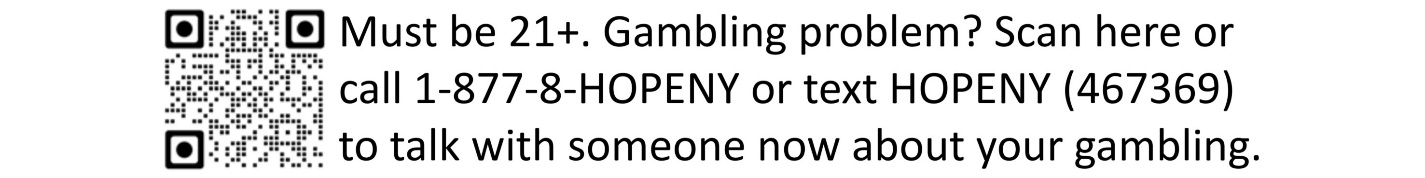 Must be 21+. Gambling problem? Scan here or
call 1-877-8-HOPENY or text HOPENY (467369)
to talk with someone now about your gambling.